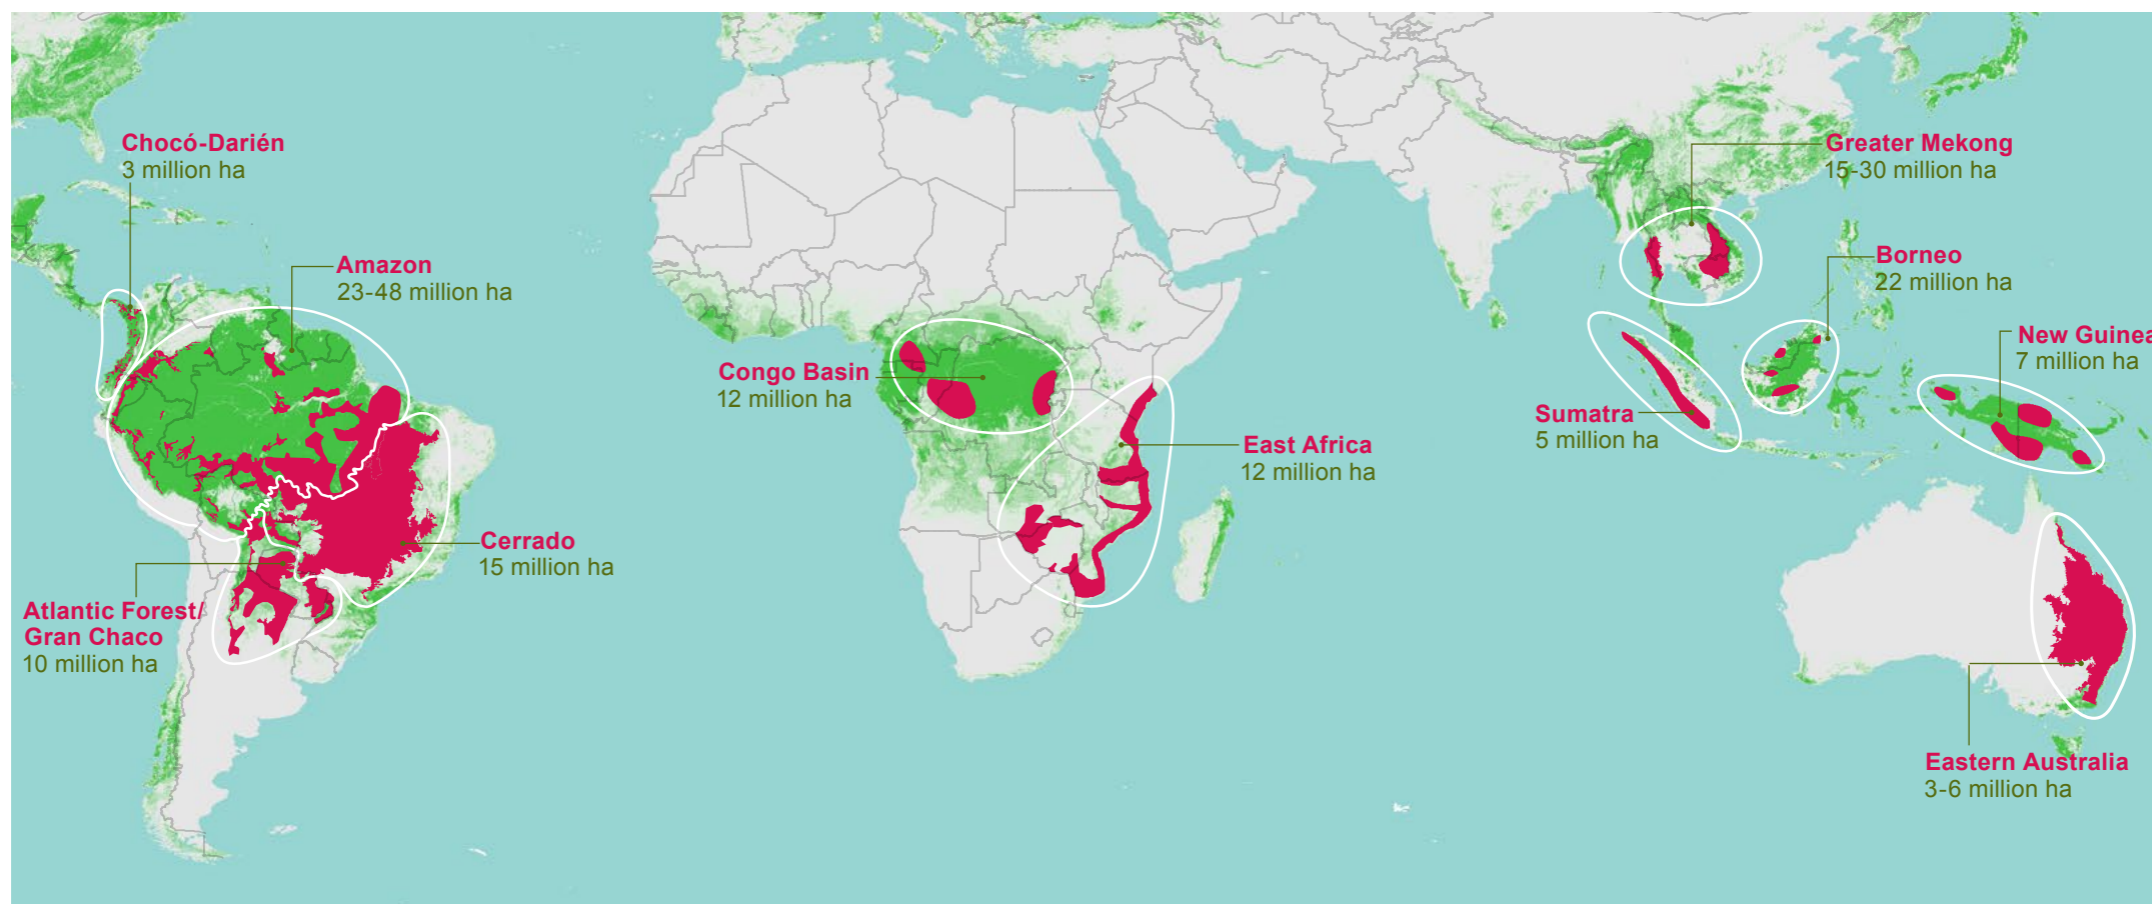 Chocó-Darién
3 million ha
Amazon
23-48 million ha
Cerrado
15 million ha
Atlantic Forest/
Gran Chaco
10 million ha
Congo Basin
12 million ha
East Africa
12 million ha
Greater Mekong
15-30 million ha
Borneo
22 million ha
New Guinea
7 million ha
Sumatra
5 million ha
Eastern Australia
3-6 million ha